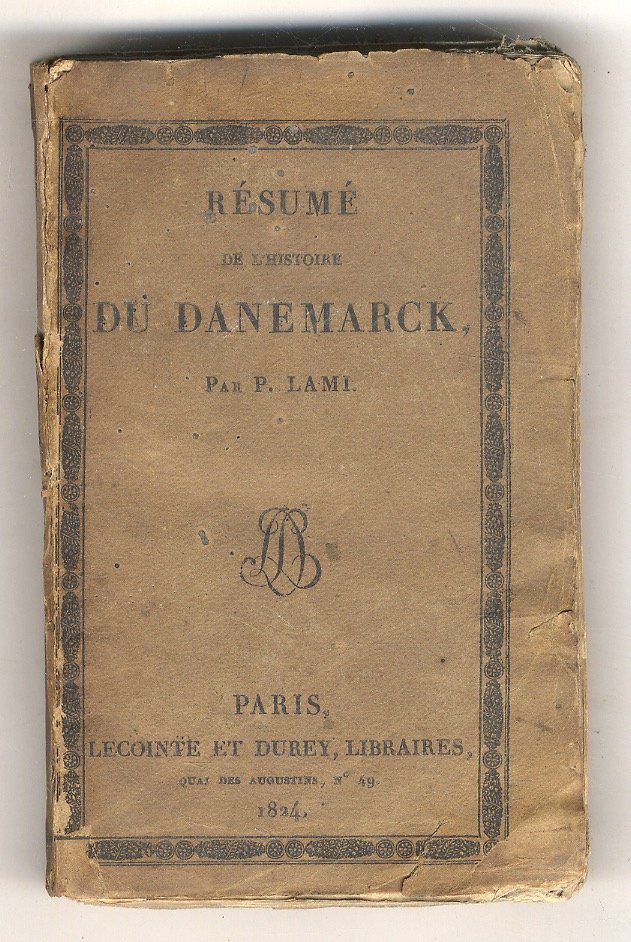 RÉSUMÉ
DE L'HISTOIRE
DU DANEMARCK,
PAR P. LAMI.
PARIS,
LECOINTE ET DUREY, LIBRAIRES,
QUAI DES AUGUSTINS, N° 49.
1824.